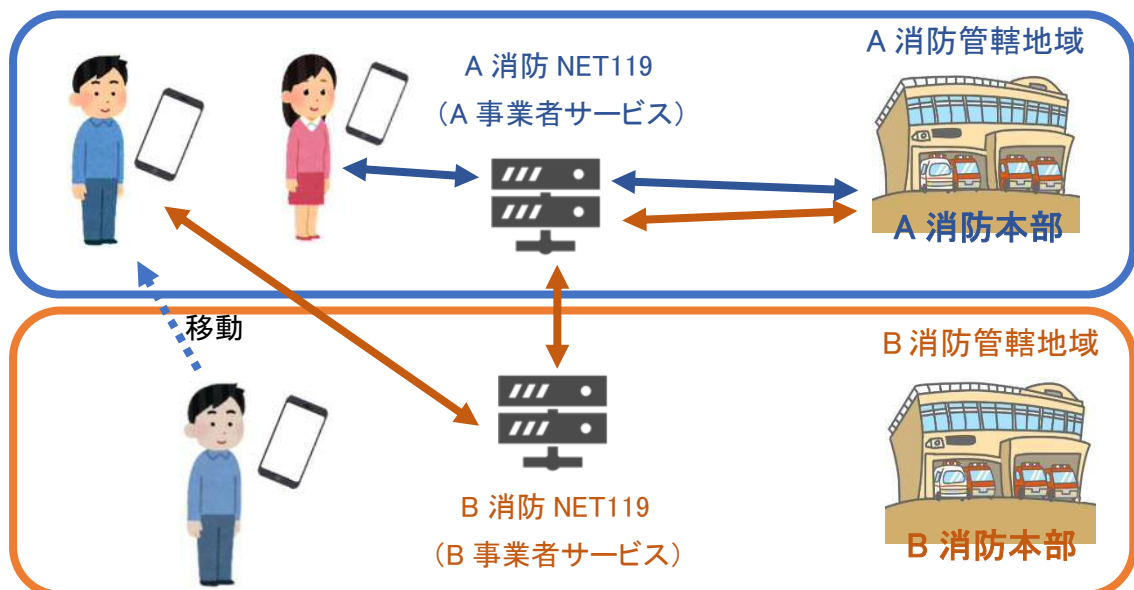 A 消防 NET119
(A 事業者サービス)
A 消防管轄地域
A 消防本部
移動
B 消防管轄地域
B 消防 NET119
(B 事業者サービス)
B 消防本部